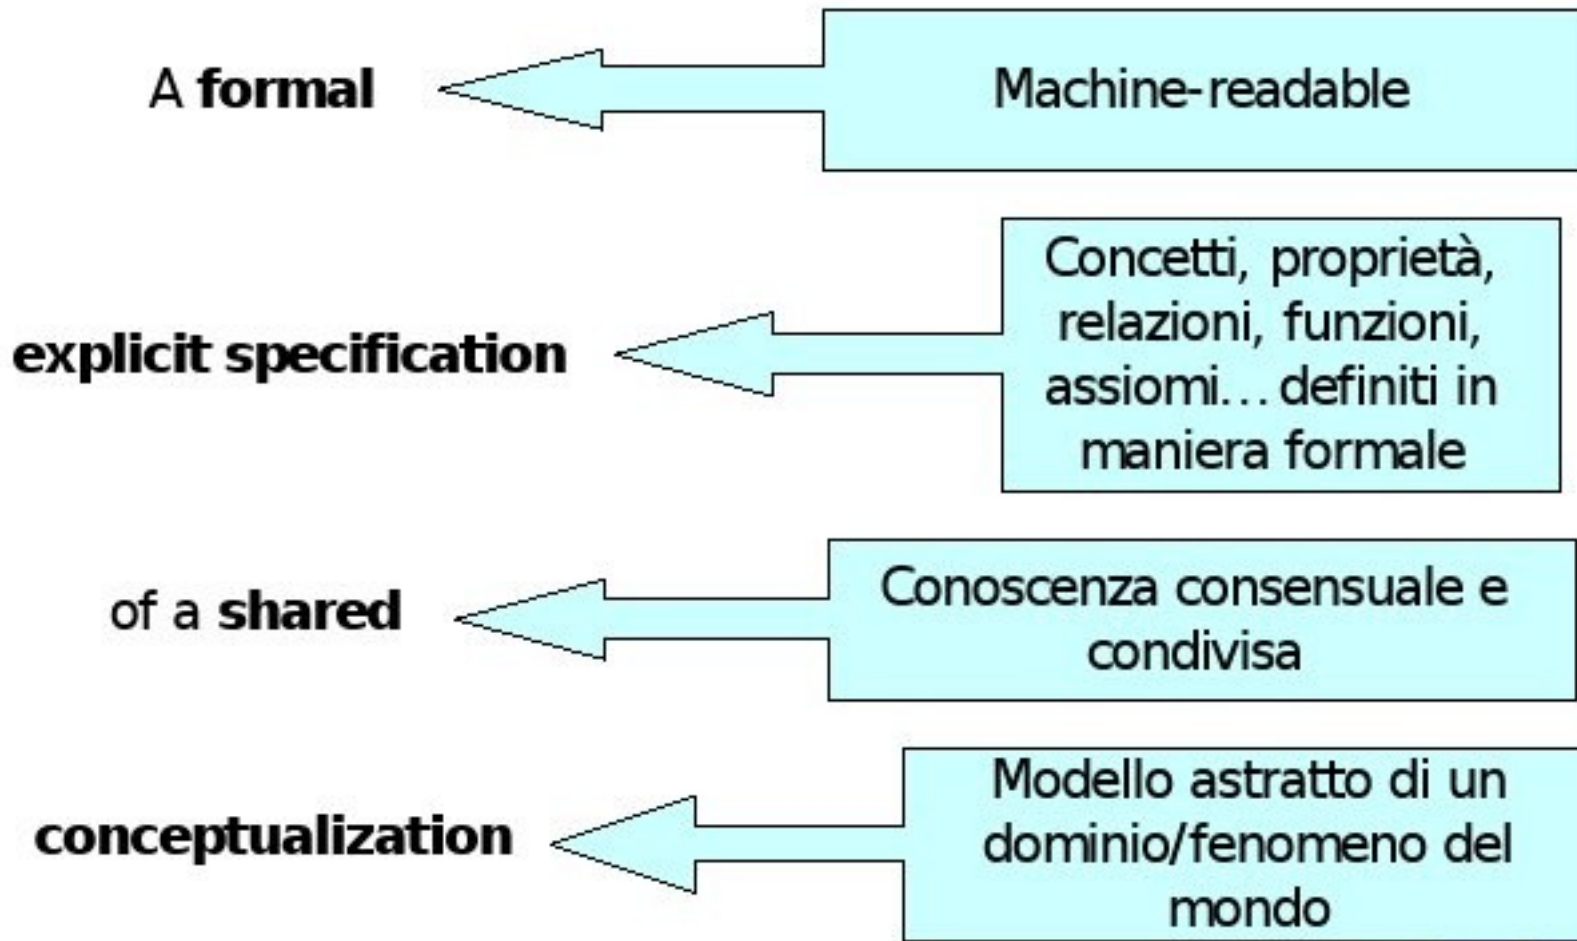 A formal
Machine-readable
explicit specification
Concetti, proprietà,
relazioni, funzioni,
assiomi... definiti in
maniera formale
of a shared
Conoscenza consensuale e
condivisa
conceptualization
Modello astratto di un
dominio/fenomeno del
mondo